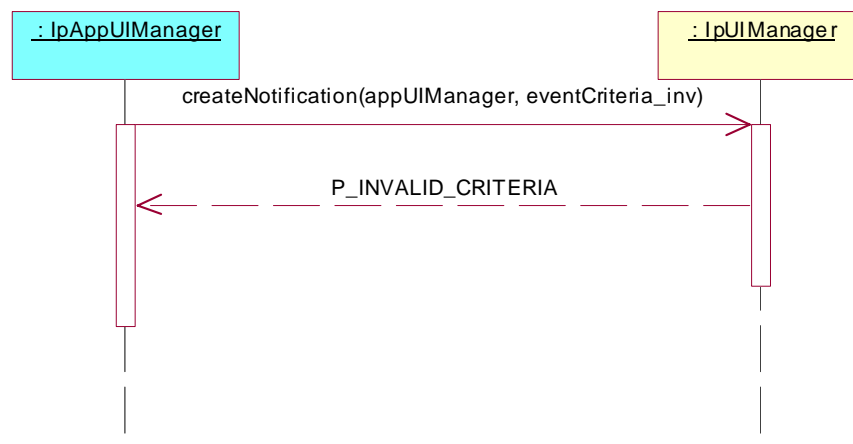 : IpAppUIManager
: IpUIManager
createNotification(appUIManager, eventCriteria_inv)
P_INVALID_CRITERIA